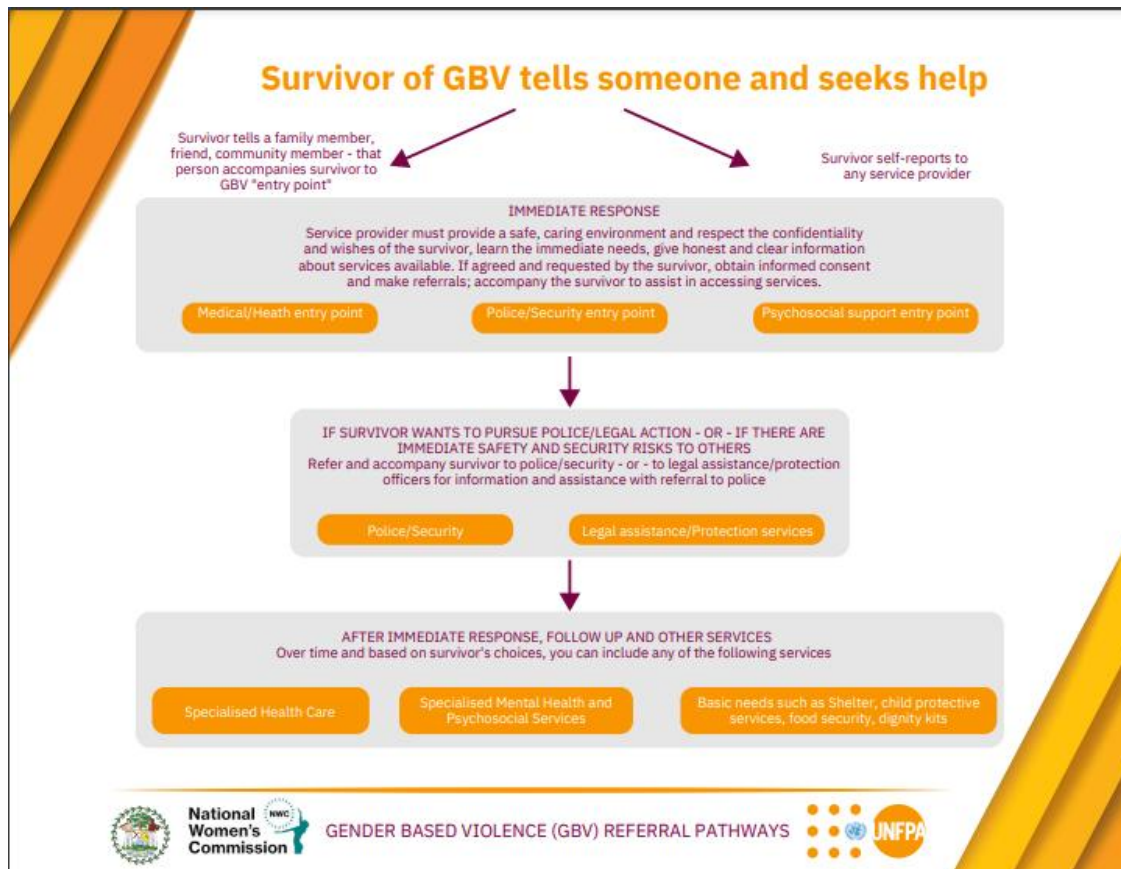 Survivor of GBV tells someone and seeks help
Survivor tells a family member,
friend, community member - that
person accompanies survivor to
GBV "entry point"
Survivor self-reports to
any service provider
IMMEDIATE RESPONSE
Service provider must provide a safe, caring environment and respect the confidentiality
and wishes of the survivor, learn the immediate needs, give honest and clear information
about services available. If agreed and requested by the survivor, obtain informed consent
and make referrals; accompany the survivor to assist in accessing services.
Medical/Heath entry point
Police/Security entry point
Psychosocial support entry point
IF SURVIVOR WANTS TO PURSUE POLICE/LEGAL ACTION - OR - IF THERE ARE
IMMEDIATE SAFETY AND SECURITY RISKS TO OTHERS
Refer and accompany survivor to police/security - or - to legal assistance/protection
officers for information and assistance with referral to police
Police/Security
Legal assistance/Protection services
AFTER IMMEDIATE RESPONSE, FOLLOW UP AND OTHER SERVICES
Over time and based on survivor's choices, you can include any of the following services
Specialised Health Care
Specialised Mental Health and
Psychosocial Services
Basic needs such as Shelter, child protective
services, food security, dignity kits
National
Women's
Commission
NWC
GENDER BASED VIOLENCE (GBV) REFERRAL PATHWAYS
UNFPA